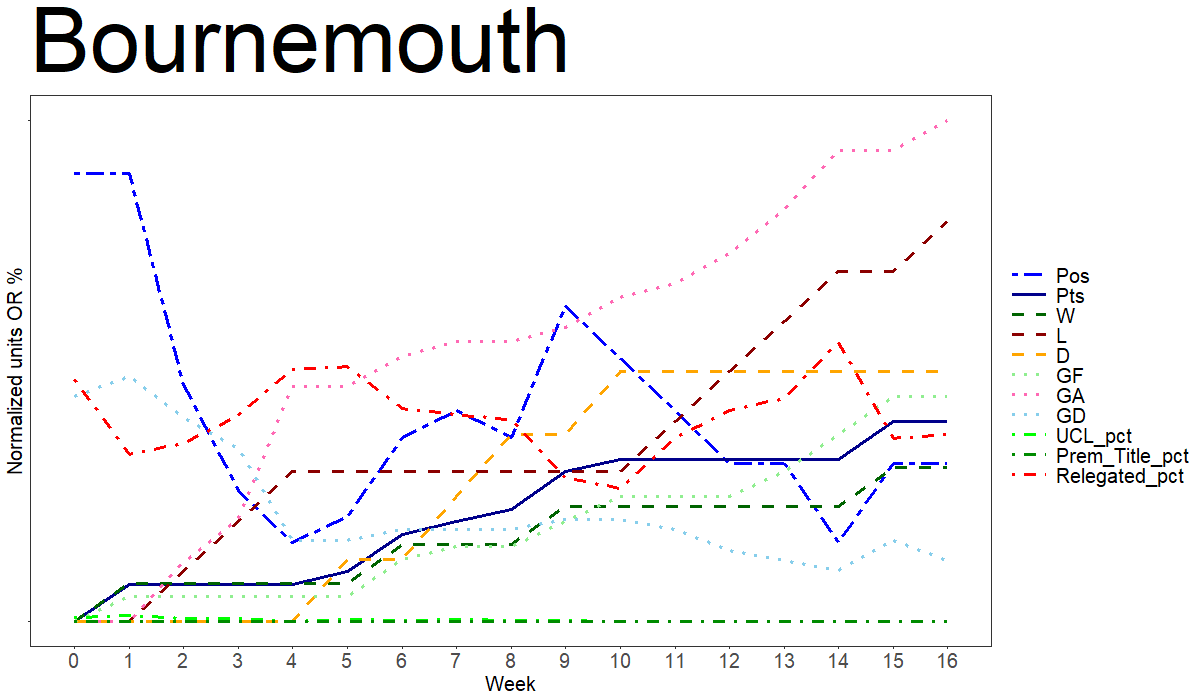 Bournemouth
Normalized units OR %
Pos
Pts
W
L
D
GF
GA
GD
UCL_pct
Prem_Title_pct
Relegated_pct
0 1 2 3 4 5 6 7 8 9 10 11 12 13 14 15 16
Week